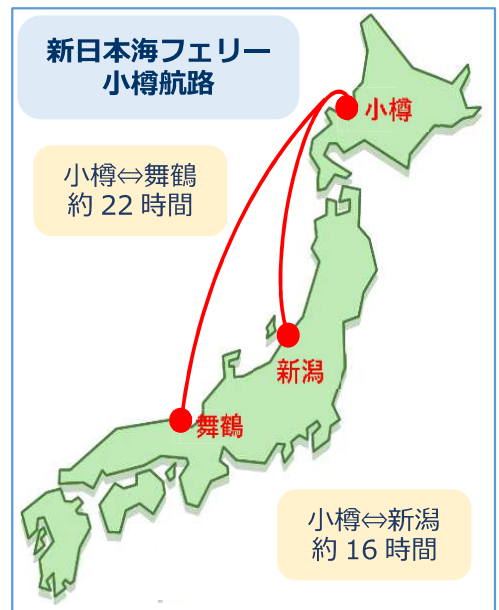 新日本海フェリー
小樽航路
小樽
小樽⇔舞鶴
約 22 時間
新潟
舞鶴
小樽⇔新潟
約 16 時間